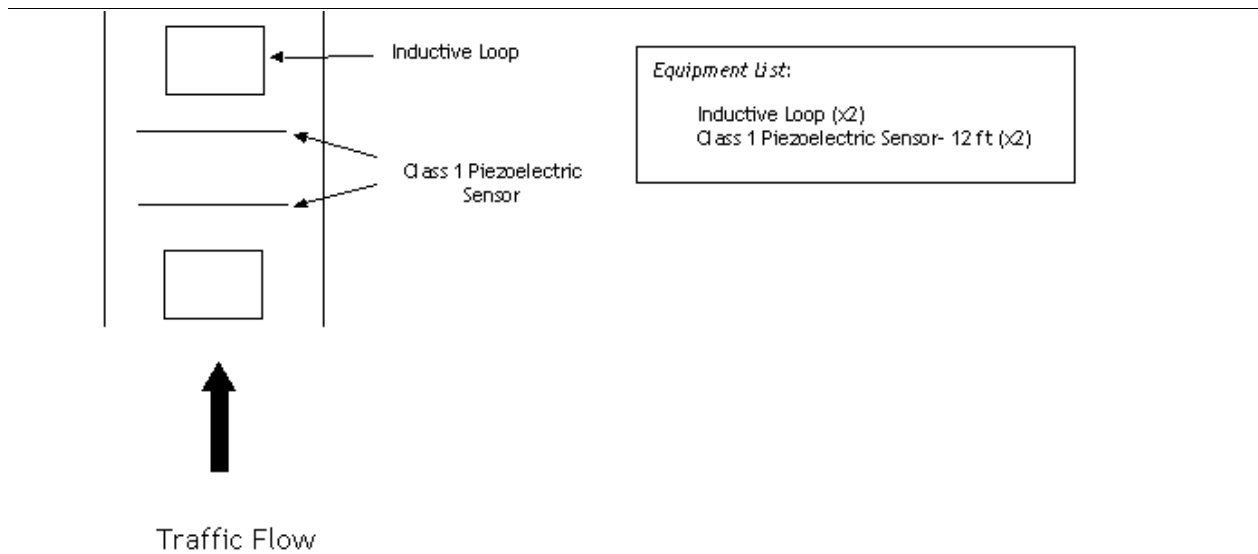 Inductive Loop
Equipment List:
Inductive Loop (x2)
Class 1 Piezoelectric Sensor- 12 ft (x2)
Class 1 Piezoelectric
Sensor
Traffic Flow